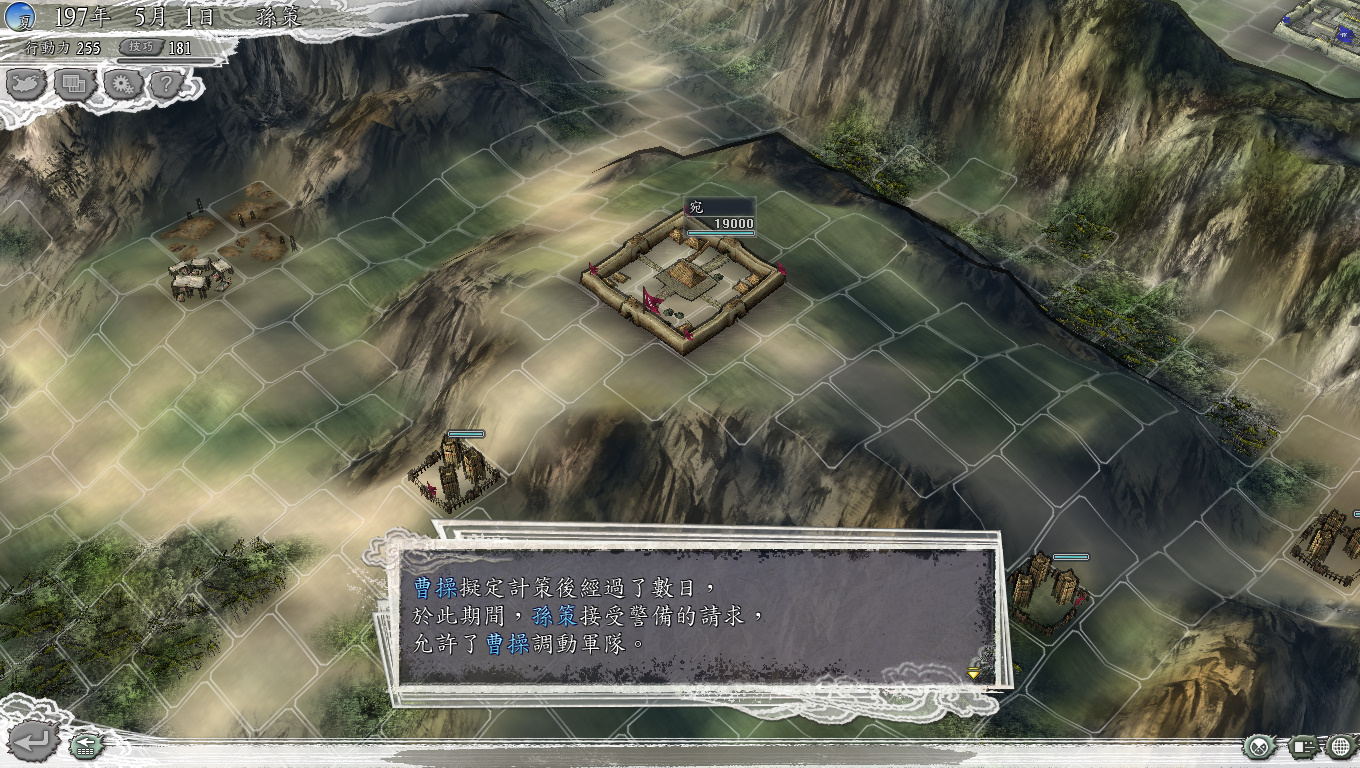 夏 197年 5月 1日 孫策
行動力 255 技巧 181
?
宛
19000
曹操擬定計策後經過了數日，
於此期間，孫策接受警備的請求，
允許了曹操調動軍隊。